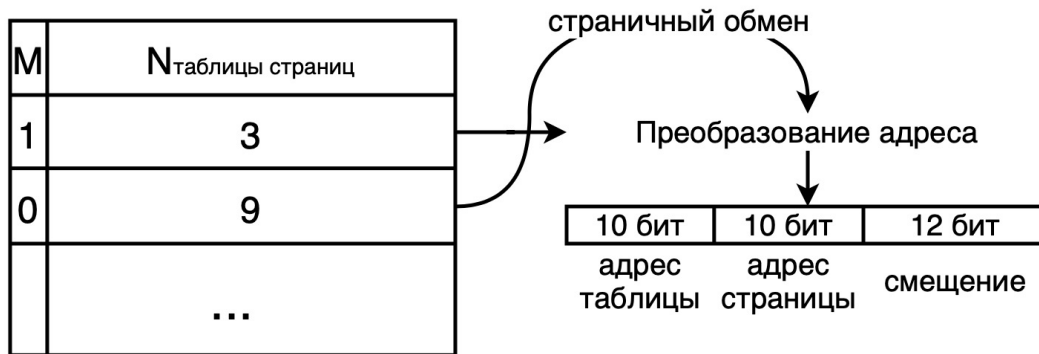 страничный обмен
M Nтаблицы страниц
1 3
Преобразование адреса
0 9
10 бит 10 бит 12 бит
адрес таблицы адрес страницы смещение
...